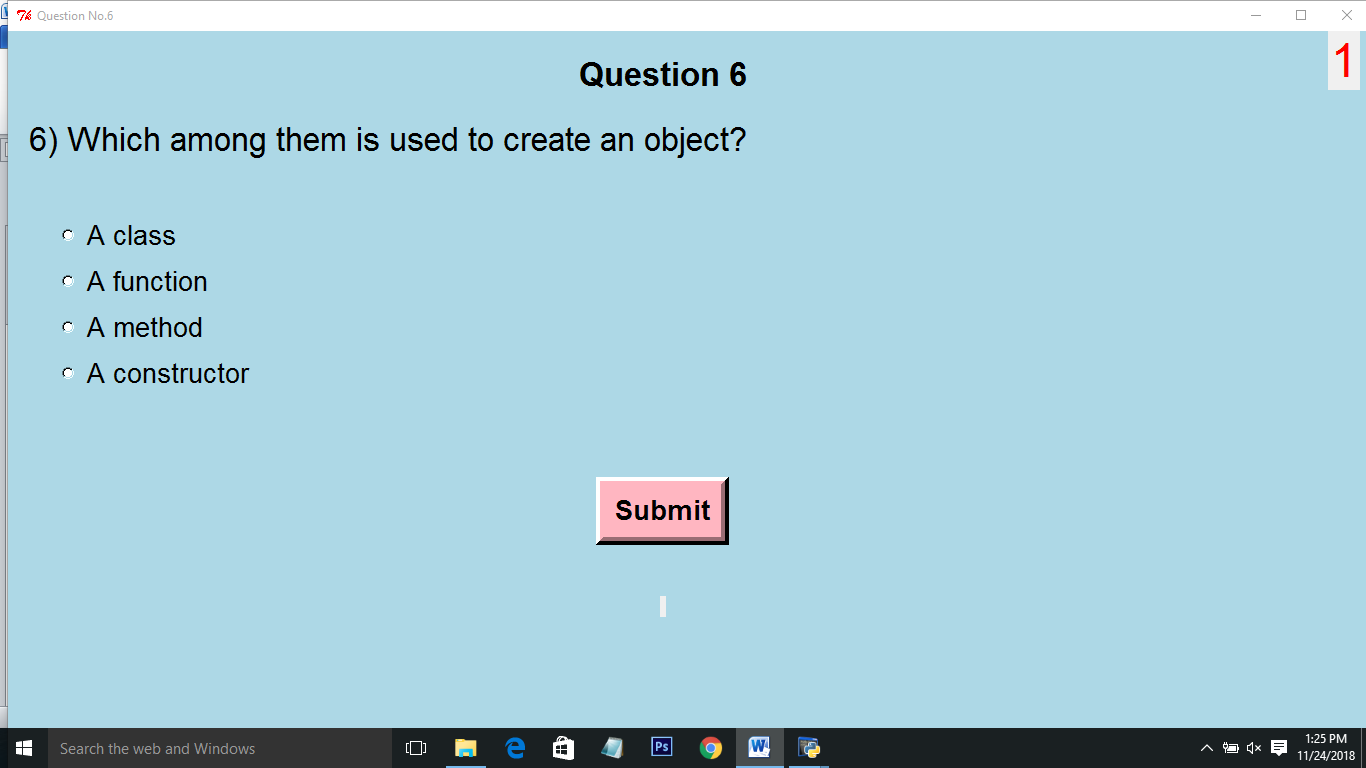 Question No.6
1
Question 6
6) Which among them is used to create an object?
A class
A function
A method
A constructor
Submit
Search the web and Windows
Ps
W
1:25 PM
11/24/2018